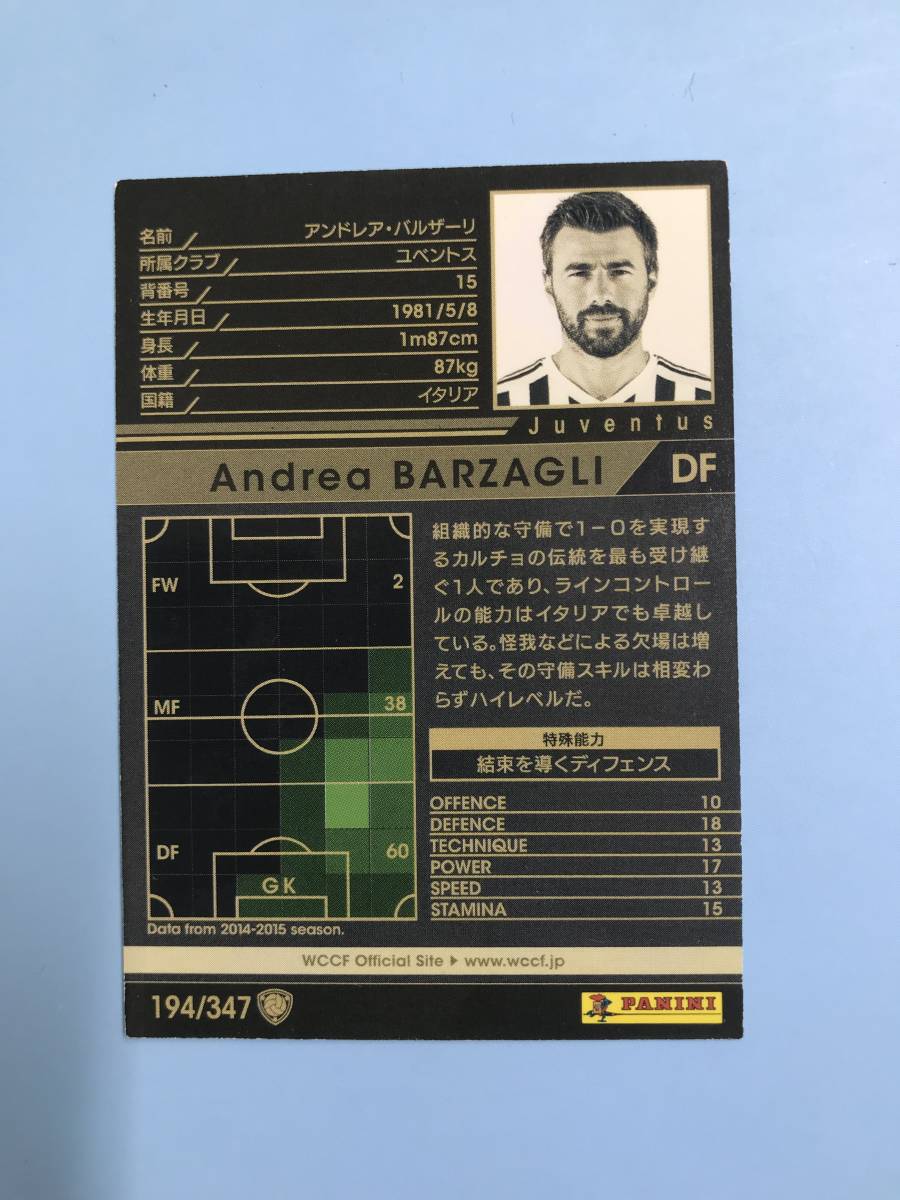 名前 アンドレア・バルザーリ
所属クラブ ユベントス
背番号 15
生年月日 1981/5/8
身長 1m87cm
体重 87kg
国籍 イタリア
Juventus
Andrea BARZAGLI DF
FW 2
MF 38
DF 60
GK
Data from 2014-2015 season.
組織的な守備で1-0を実現す
るカルチョの伝統を最も受け継
ぐ1人であり、ラインコントロー
ルの能力はイタリアでも卓越し
ている。怪我などによる欠場は増
えても、その守備スキルは相変わ
らずハイレベルだ。
特殊能力
結束を導くディフェンス
OFFENCE 10
DEFENCE 18
TECHNIQUE 13
POWER 17
SPEED 13
STAMINA 15
WCCF Official Site ▶ www.wccf.jp
194/347
PANINI